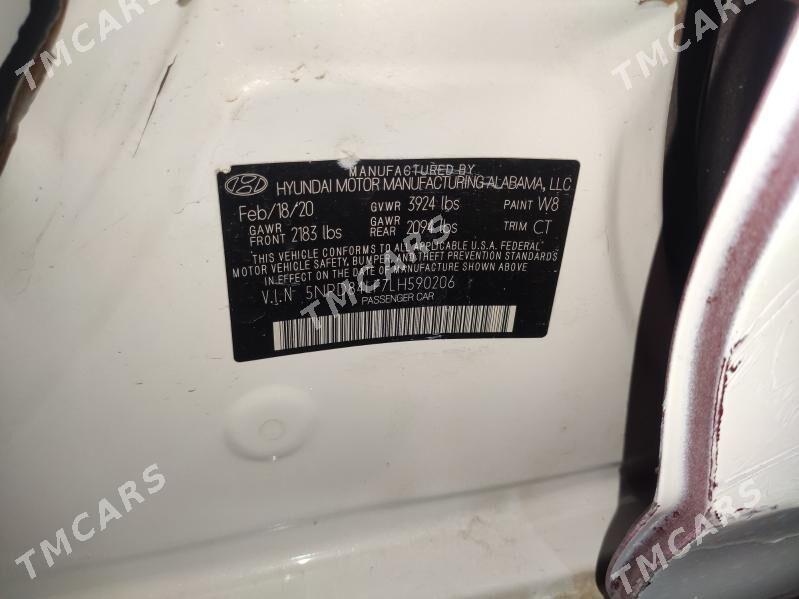 TMCARS
TMCARS
TMCARS
MANUFACTURED BY
HYUNDAI MOTOR MANUFACTURING ALABAMA, LLC
Feb/18/20 GVWR 3924 lbs PAINT W8
GAWR FRONT 2183 lbs GAWR REAR 2094 lbs TRIM CT
THIS VEHICLE CONFORMS TO ALL APPLICABLE U.S.A. FEDERAL
MOTOR VEHICLE SAFETY, BUMPER, AND THEFT PREVENTION STANDARDS
IN EFFECT ON THE DATE OF MANUFACTURE SHOWN ABOVE.
V.I.N
PASSENGER CAR
TMCARS
TMCARS
TMCARS